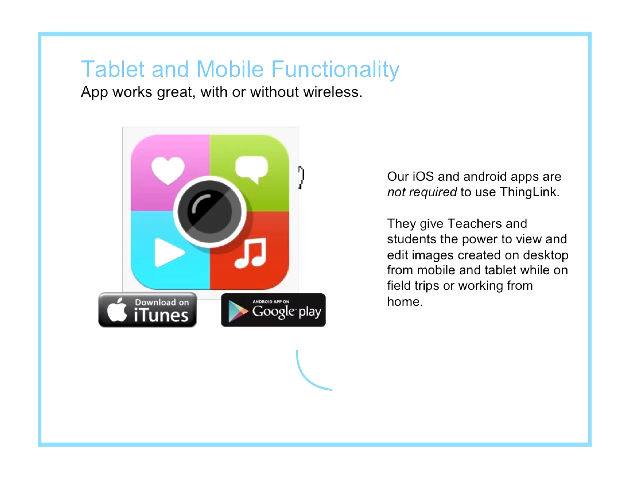 Tablet and Mobile Functionality
App works great, with or without wireless.
Our iOS and android apps are
not required to use ThingLink.
They give Teachers and
students the power to view and
edit images created on desktop
from mobile and tablet while on
field trips or working from
home.
Download on
iTunes
ANDROID APP ON
Google play